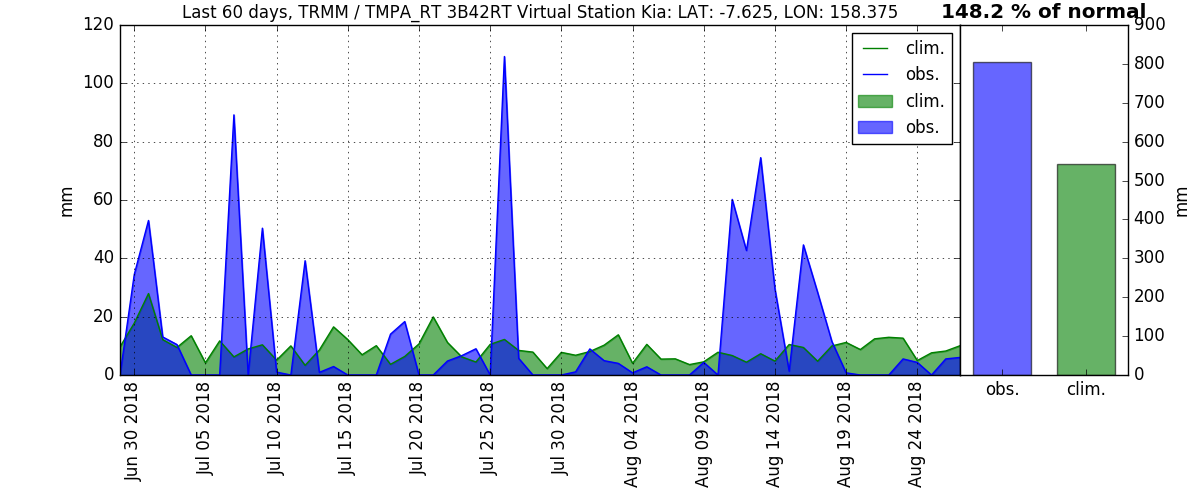 Last 60 days, TRMM / TMPA_RT 3B42RT Virtual Station Kia: LAT: -7.625, LON: 158.375
148.2 % of normal
120
100
80
60
40
20
0
mm
clim.
obs.
clim.
obs.
Jun 30 2018
Jul 05 2018
Jul 10 2018
Jul 15 2018
Jul 20 2018
Jul 25 2018
Jul 30 2018
Aug 04 2018
Aug 09 2018
Aug 14 2018
Aug 19 2018
Aug 24 2018
900
800
700
600
500
400
300
200
100
0
mm
obs.
clim.